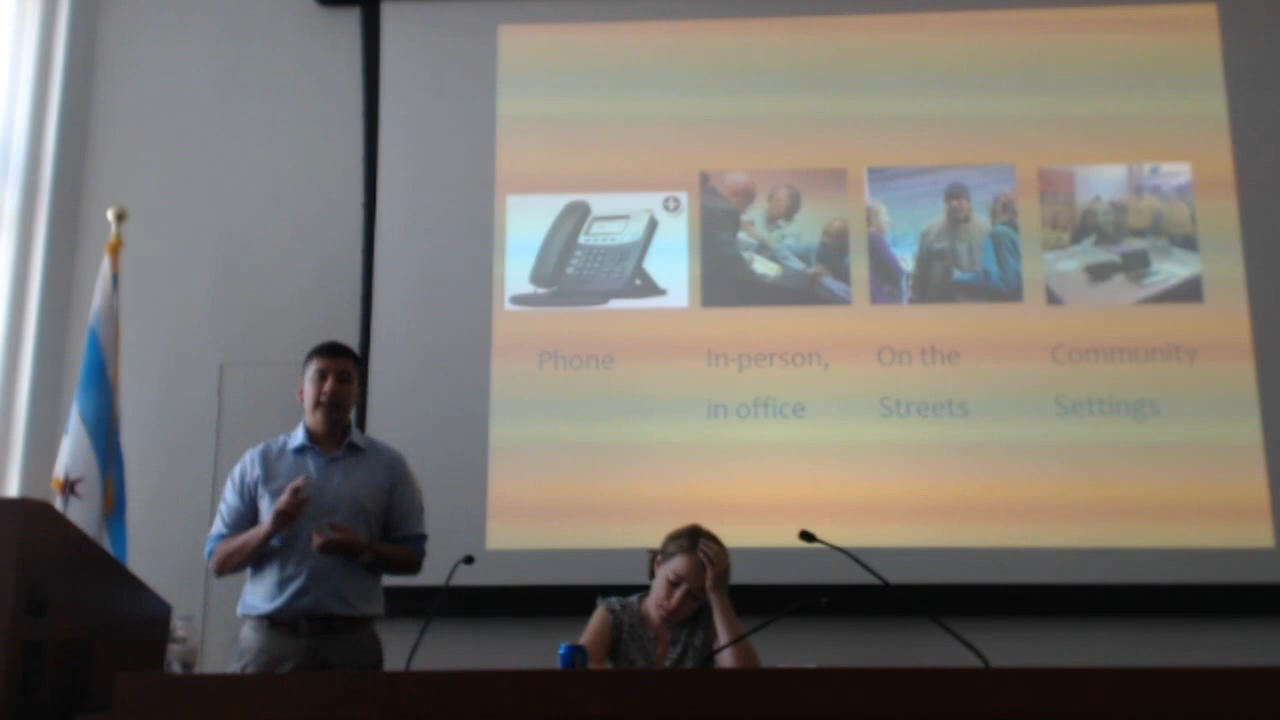 Phone
In-person,
in office
On the
Streets
Community
Settings